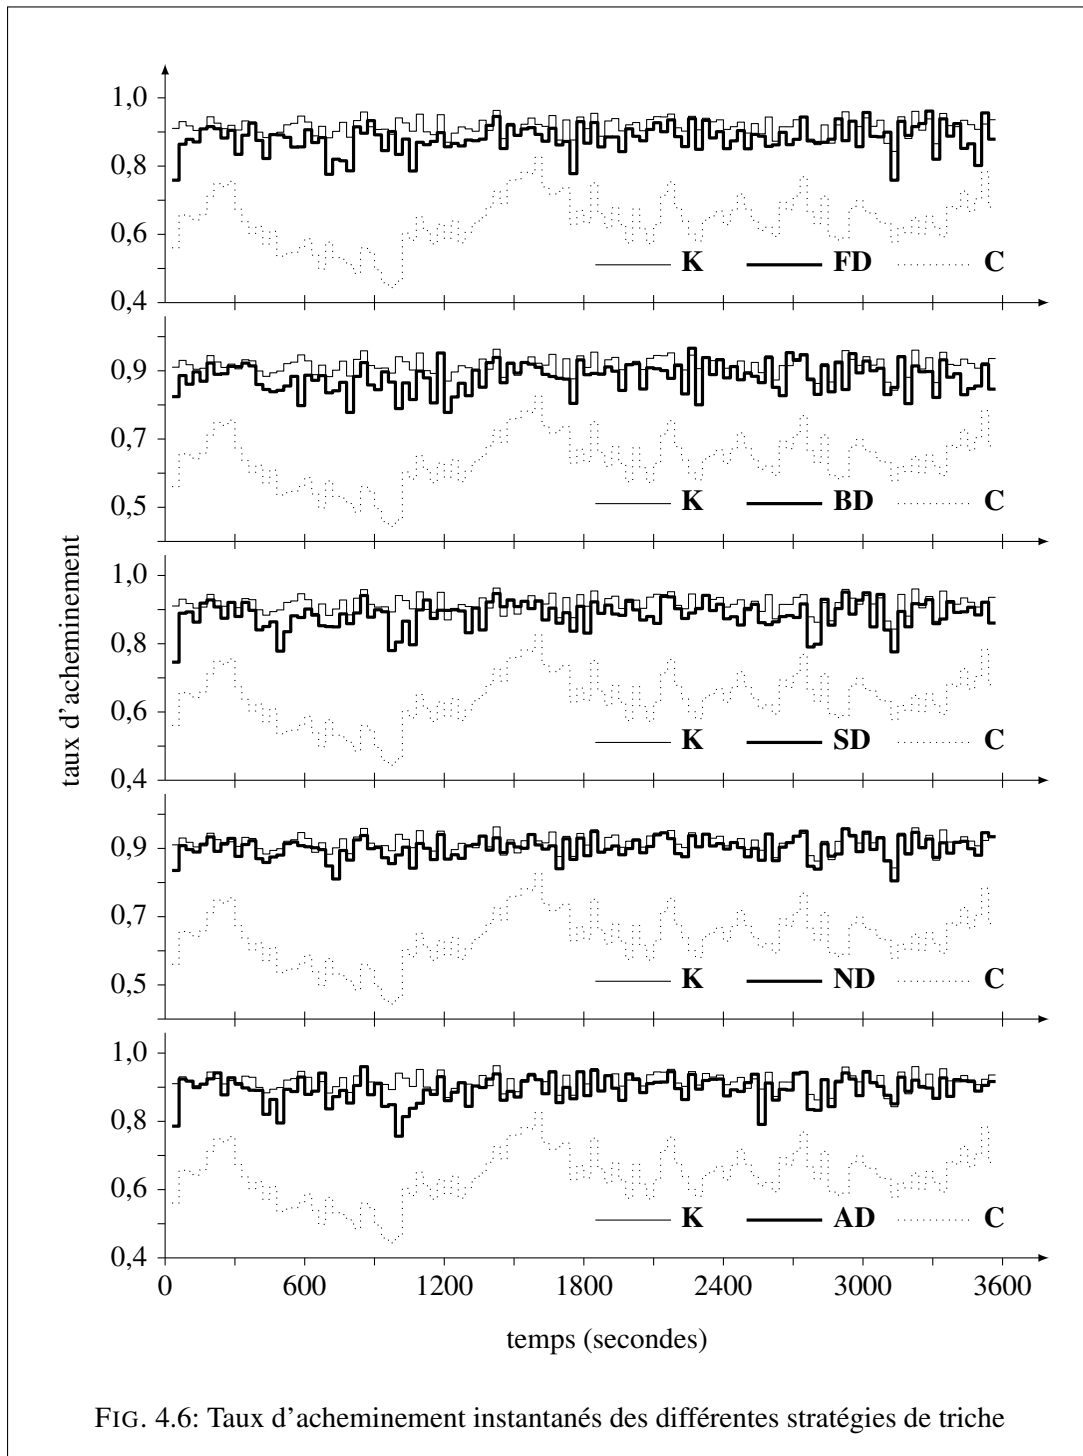 1,0
0,8
0,6
0,4
K FD C
0,9
0,7
0,5
K BD C
taux d'acheminement
1,0
0,8
0,6
0,4
K SD C
0,9
0,7
0,5
K ND C
1,0
0,8
0,6
0,4
K AD C
0 600 1200 1800 2400 3000 3600
temps (secondes)
FIG. 4.6: Taux d'acheminement instantanés des différentes stratégies de triche